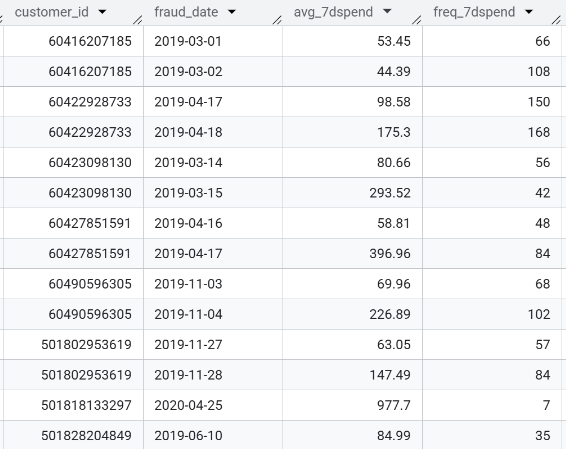 customer_id fraud_date avg_7dspend freq_7dspend
60416207185 2019-03-01 53.45 66
60416207185 2019-03-02 44.39 108
60422928733 2019-04-17 98.58 150
60422928733 2019-04-18 175.3 168
60423098130 2019-03-14 80.66 56
60423098130 2019-03-15 293.52 42
60427851591 2019-04-16 58.81 48
60427851591 2019-04-17 396.96 84
60490596305 2019-11-03 69.96 68
60490596305 2019-11-04 226.89 102
501802953619 2019-11-27 63.05 57
501802953619 2019-11-28 147.49 84
501818133297 2020-04-25 977.7 7
501828204849 2019-06-10 84.99 35